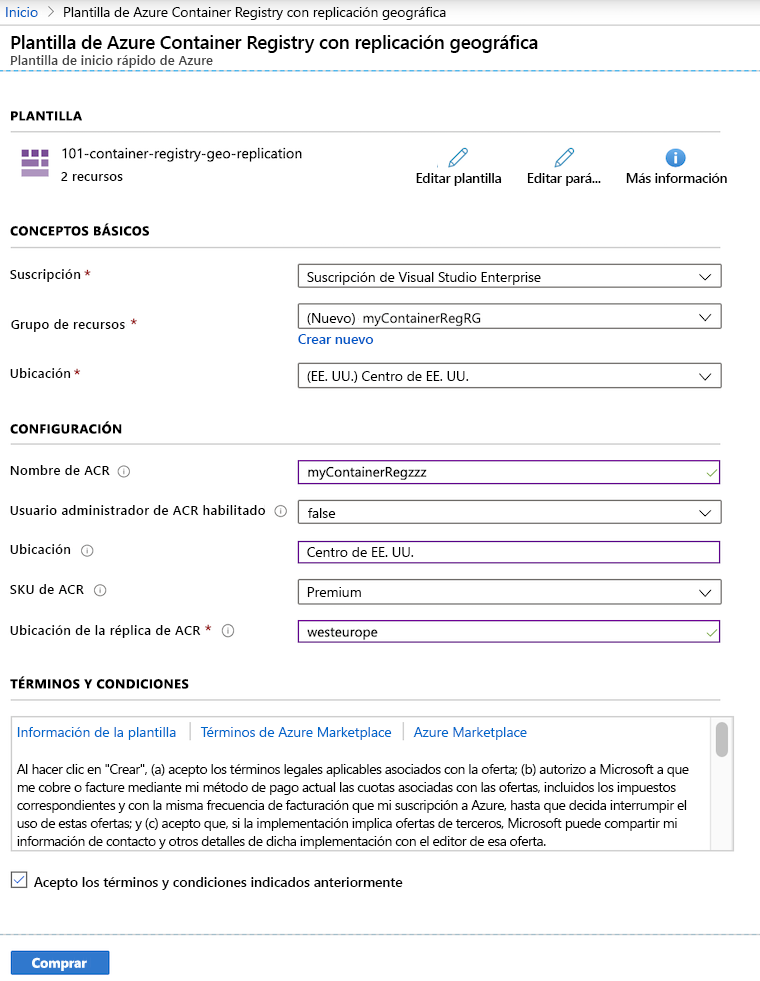 Inicio > Plantilla de Azure Container Registry con replicación geográfica
Plantilla de Azure Container Registry con replicación geográfica
Plantilla de inicio rápido de Azure
PLANTILLA
101-container-registry-geo-replication
2 recursos
Editar plantilla
Editar pará...
Más información
CONCEPTOS BÁSICOS
Suscripción *
Suscripción de Visual Studio Enterprise
Grupo de recursos *
(Nuevo) myContainerRegRG
Crear nuevo
Ubicación *
(EE. UU.) Centro de EE. UU.
CONFIGURACIÓN
Nombre de ACR
myContainerRegzzz
Usuario administrador de ACR habilitado
false
Ubicación
Centro de EE. UU.
SKU de ACR
Premium
Ubicación de la réplica de ACR *
westeurope
TÉRMINOS Y CONDICIONES
Información de la plantilla | Términos de Azure Marketplace | Azure Marketplace
Al hacer clic en "Crear", (a) acepto los términos legales aplicables asociados con la oferta; (b) autorizo a Microsoft a que
me cobre o facture mediante mi método de pago actual las cuotas asociadas con las ofertas, incluidos los impuestos
correspondientes y con la misma frecuencia de facturación que mi suscripción a Azure, hasta que decida interrumpir el
uso de estas ofertas; y (c) acepto que, si la implementación implica ofertas de terceros, Microsoft puede compartir mi
información de contacto y otros detalles de dicha implementación con el editor de esa oferta.
Acepto los términos y condiciones indicados anteriormente
Comprar